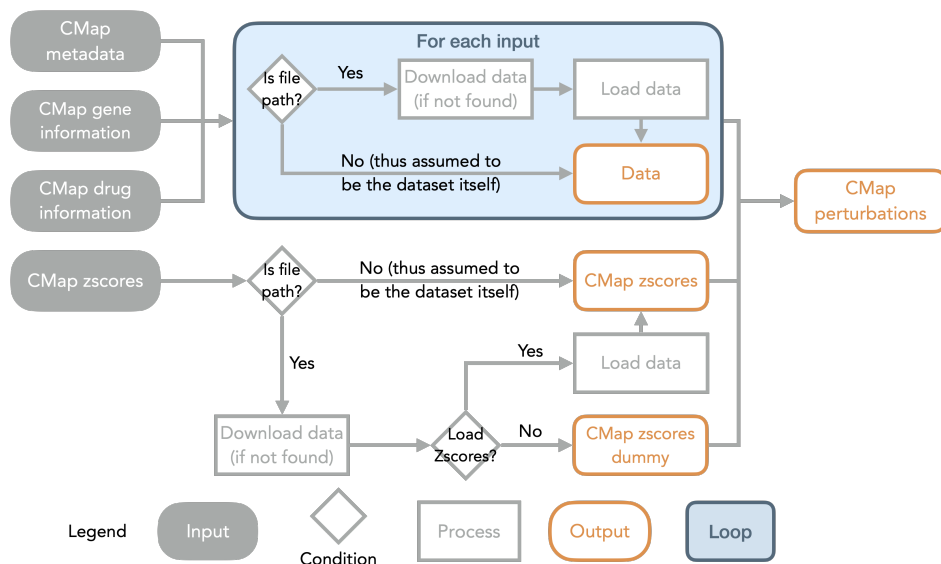 CMap
metadata
CMap gene
information
CMap drug
information
For each input
Is file
path?
Yes
Download data
(if not found)
Load data
No (thus assumed to
be the dataset itself)
Data
CMap
perturbations
CMap zscores
Is file
path?
No (thus assumed to
be the dataset itself)
CMap zscores
Yes
Yes
Load data
Download data
(if not found)
Load
Zscores?
No
CMap zscores
dummy
Legend
Input
Condition
Process
Output
Loop